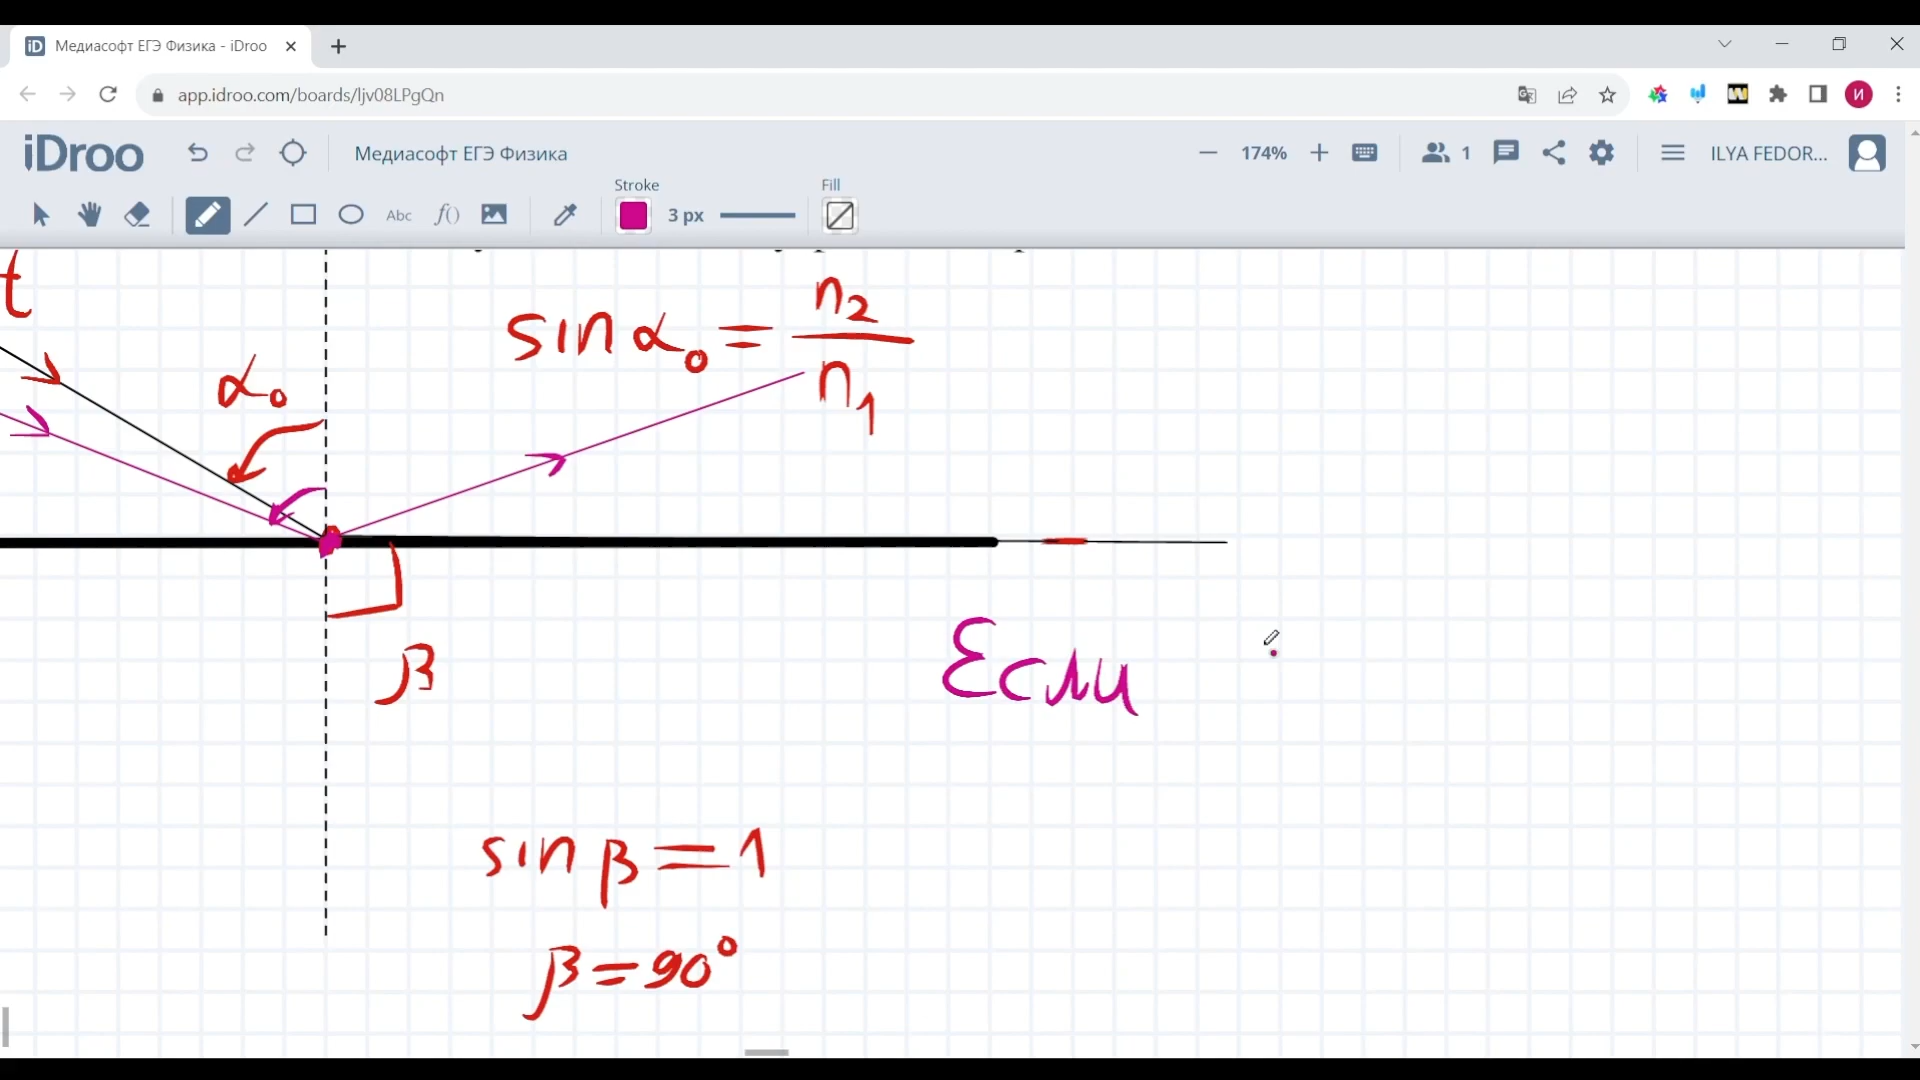 Медиасофт ЕГЭ Физика - iDroo
app.idroo.com/boards/ljv08LPgQn
И
iDroo
Медиасофт ЕГЭ Физика
174%
1
ILYA FEDOR...
Abc
f()
Stroke
3 px
Fill
t
sin α₀ = n₂/n₁
α₀
β
Если
sin β = 1
β = 90°